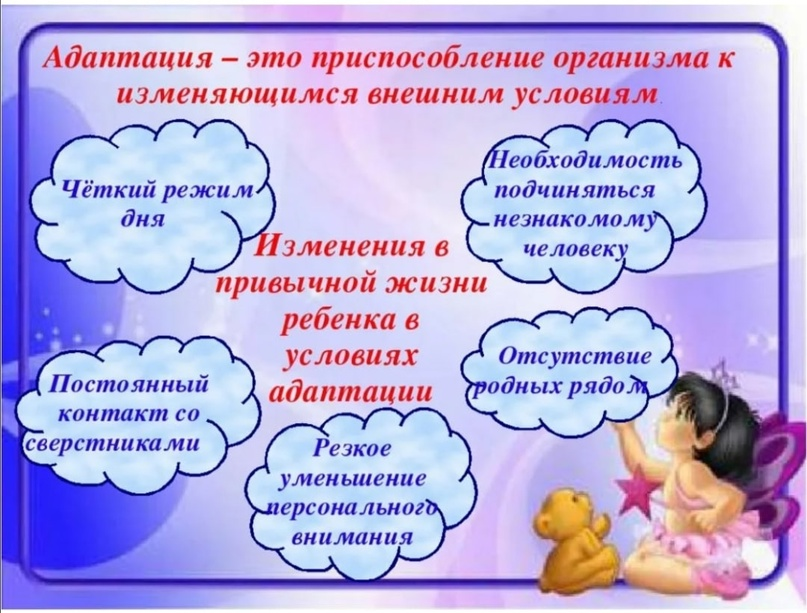 Адаптация – это приспособление организма к
изменяющимся внешним условиям.
Чёткий режим
дня
Необходимость
подчиняться
незнакомому
человеку
Изменения в
привычной жизни
ребенка в
условиях
адаптации
Постоянный
контакт со
сверстниками
Отсутствие
родных рядом
Резкое
уменьшение
персонального
внимания